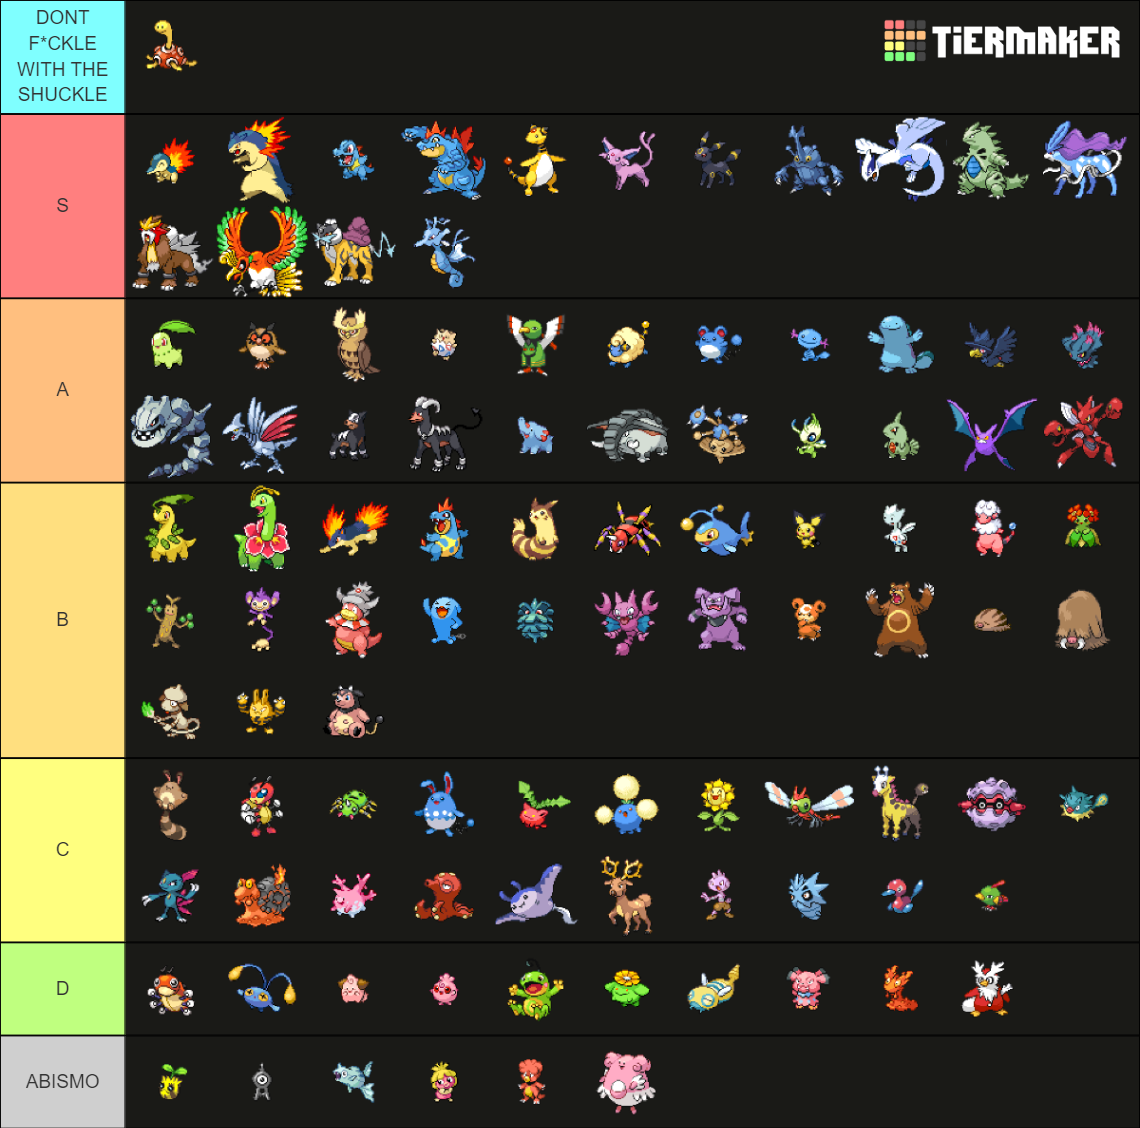 DONT
F*CKLE
WITH THE
SHUCKLE
TiERMAKER
S
A
B
C
D
ABISMO